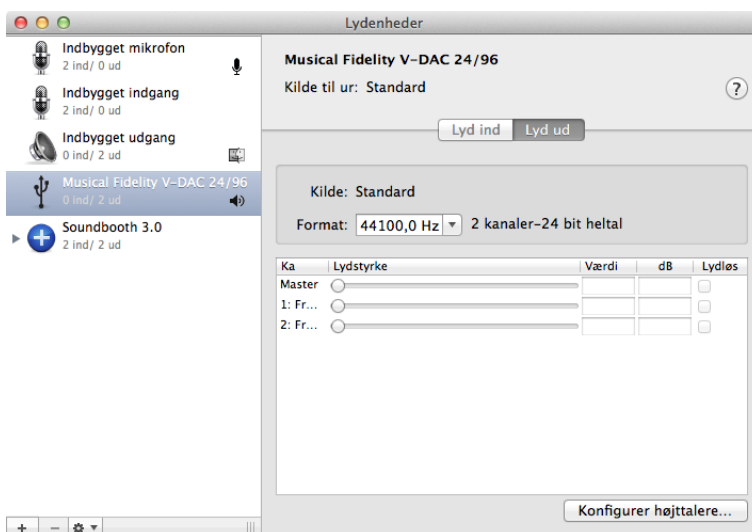 Lydenheder
Indbygget mikrofon
2 ind/ 0 ud
Indbygget indgang
2 ind/ 0 ud
Indbygget udgang
0 ind/ 2 ud
Musical Fidelity V-DAC 24/96
0 ind/ 2 ud
Soundbooth 3.0
2 ind/ 2 ud
Musical Fidelity V-DAC 24/96
Kilde til ur: Standard
?
Lyd ind Lyd ud
Kilde: Standard
Format: 44100,0 Hz 2 kanaler-24 bit heltal
Ka Lydstyrke Værdi dB Lydløs
Master
1: Fr...
2: Fr...
Konfigurer højttalere...